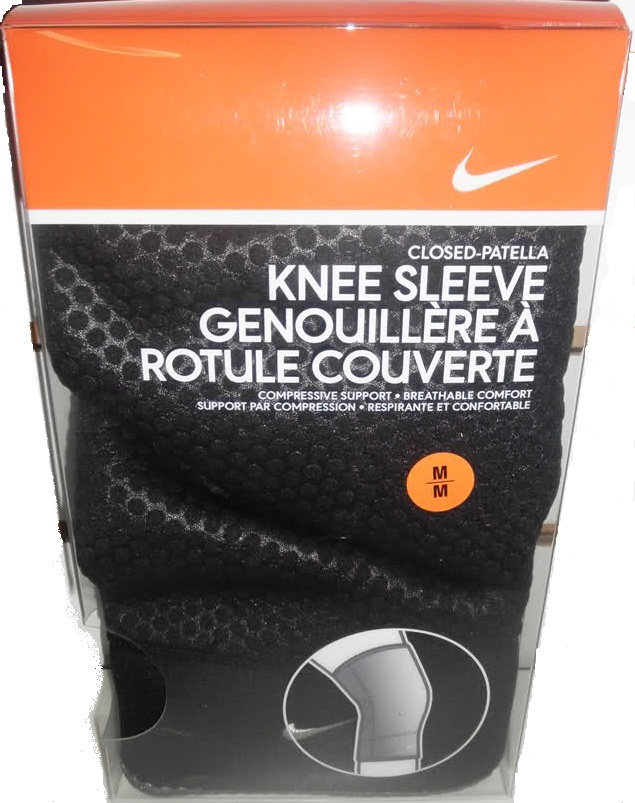 CLOSED-PATELLA
KNEE SLEEVE
GENOUILLÈRE À
ROTULE COUVERTE
COMPRESSIVE SUPPORT • BREATHABLE COMFORT
SUPPORT PAR COMPRESSION • RESPIRANTE ET CONFORTABLE
M
M